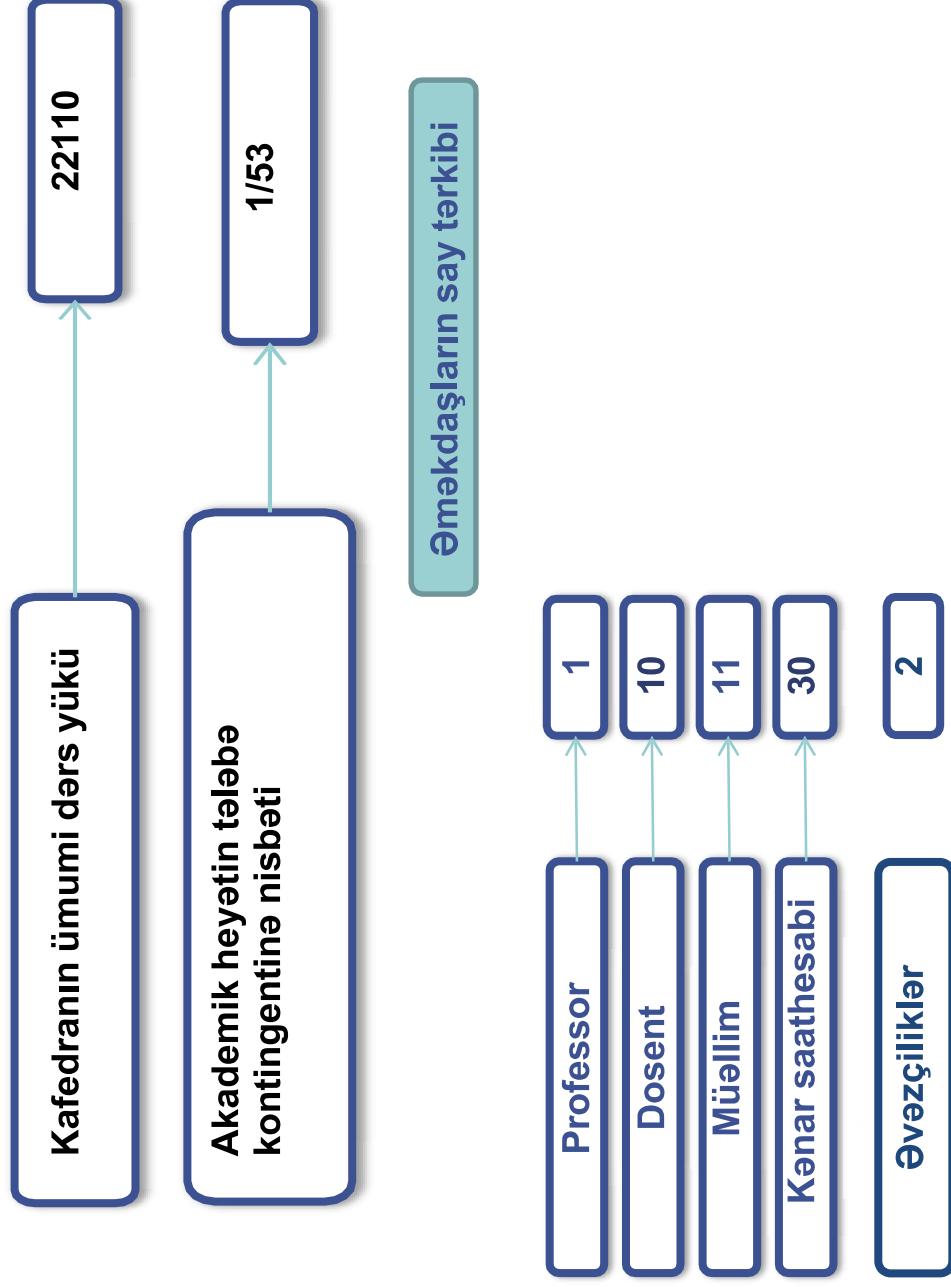 Kafedranın ümumi dərs yükü
22110
Akademik heyətin tələbə
kontingentinə nisbəti
1/53
Əməkdaşların say tərkibi
Professor
1
Dosent
10
Müəllim
11
Kənar saathesabi
30
Əvəzçiliklər
2